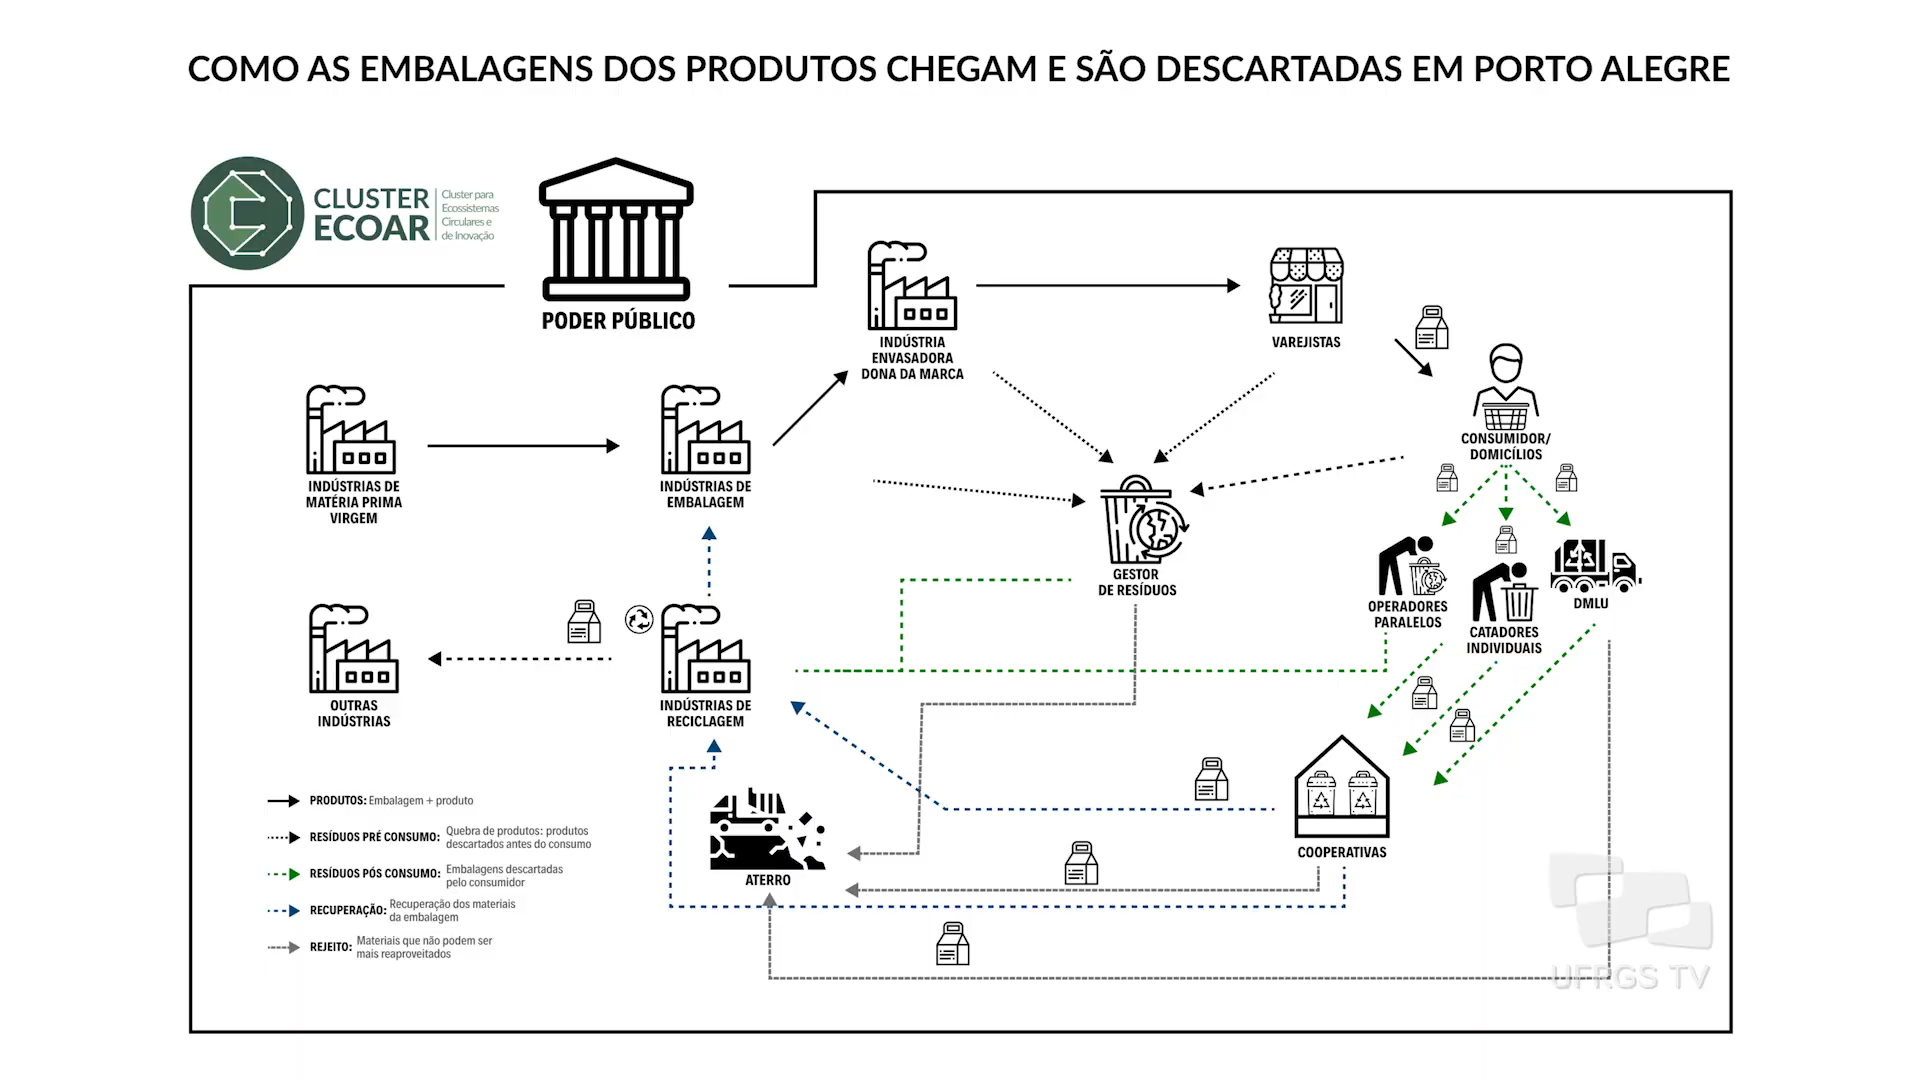 COMO AS EMBALAGENS DOS PRODUTOS CHEGAM E SÃO DESCARTADAS EM PORTO ALEGRE
CLUSTER
ECOAR
Cluster para
Ecossistemas
Circulares e
de Inovação
PODER PÚBLICO
INDÚSTRIA
ENVASADORA
DONA DA MARCA
VAREJISTAS
CONSUMIDOR/
DOMICÍLIOS
INDÚSTRIAS DE
MATÉRIA PRIMA
VIRGEM
INDÚSTRIAS DE
EMBALAGEM
GESTOR
DE RESÍDUOS
OPERADORES
PARALELOS
CATADORES
INDIVIDUAIS
DMLU
OUTRAS
INDÚSTRIAS
INDÚSTRIAS DE
RECICLAGEM
COOPERATIVAS
ATERRO
PRODUTOS: Embalagem + produto
RESÍDUOS PRÉ CONSUMO: Quebra de produtos: produtos
descartados antes do consumo
RESÍDUOS PÓS CONSUMO: Embalagens descartadas
pelo consumidor
RECUPERAÇÃO: Recuperação dos materiais
da embalagem
REJEITO: Materiais que não podem ser
mais reaproveitados
UFRGS TV